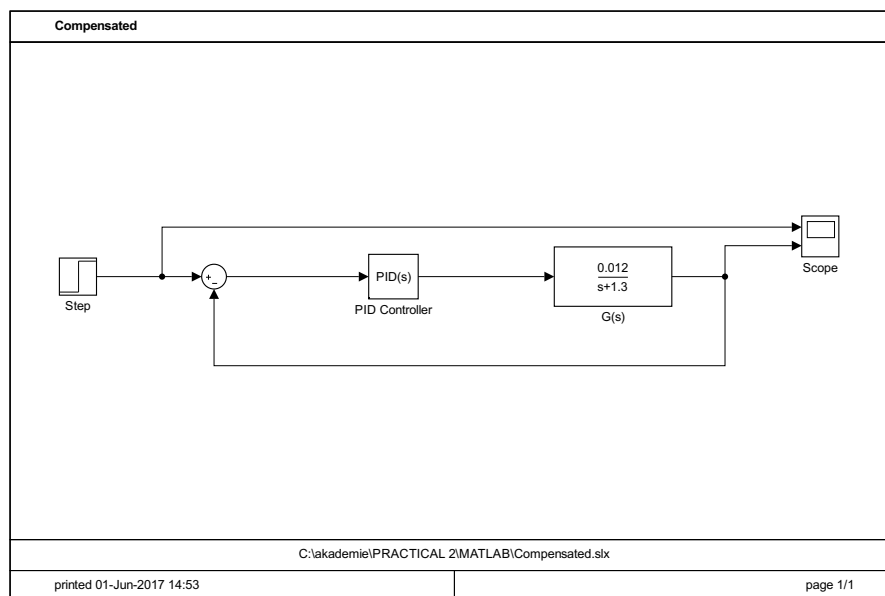 Compensated
Scope
Step
+
−
PID(s)
PID Controller
0.012
s+1.3
G(s)
C:\akademie\PRACTICAL 2\MATLAB\Compensated.slx
printed 01-Jun-2017 14:53
page 1/1